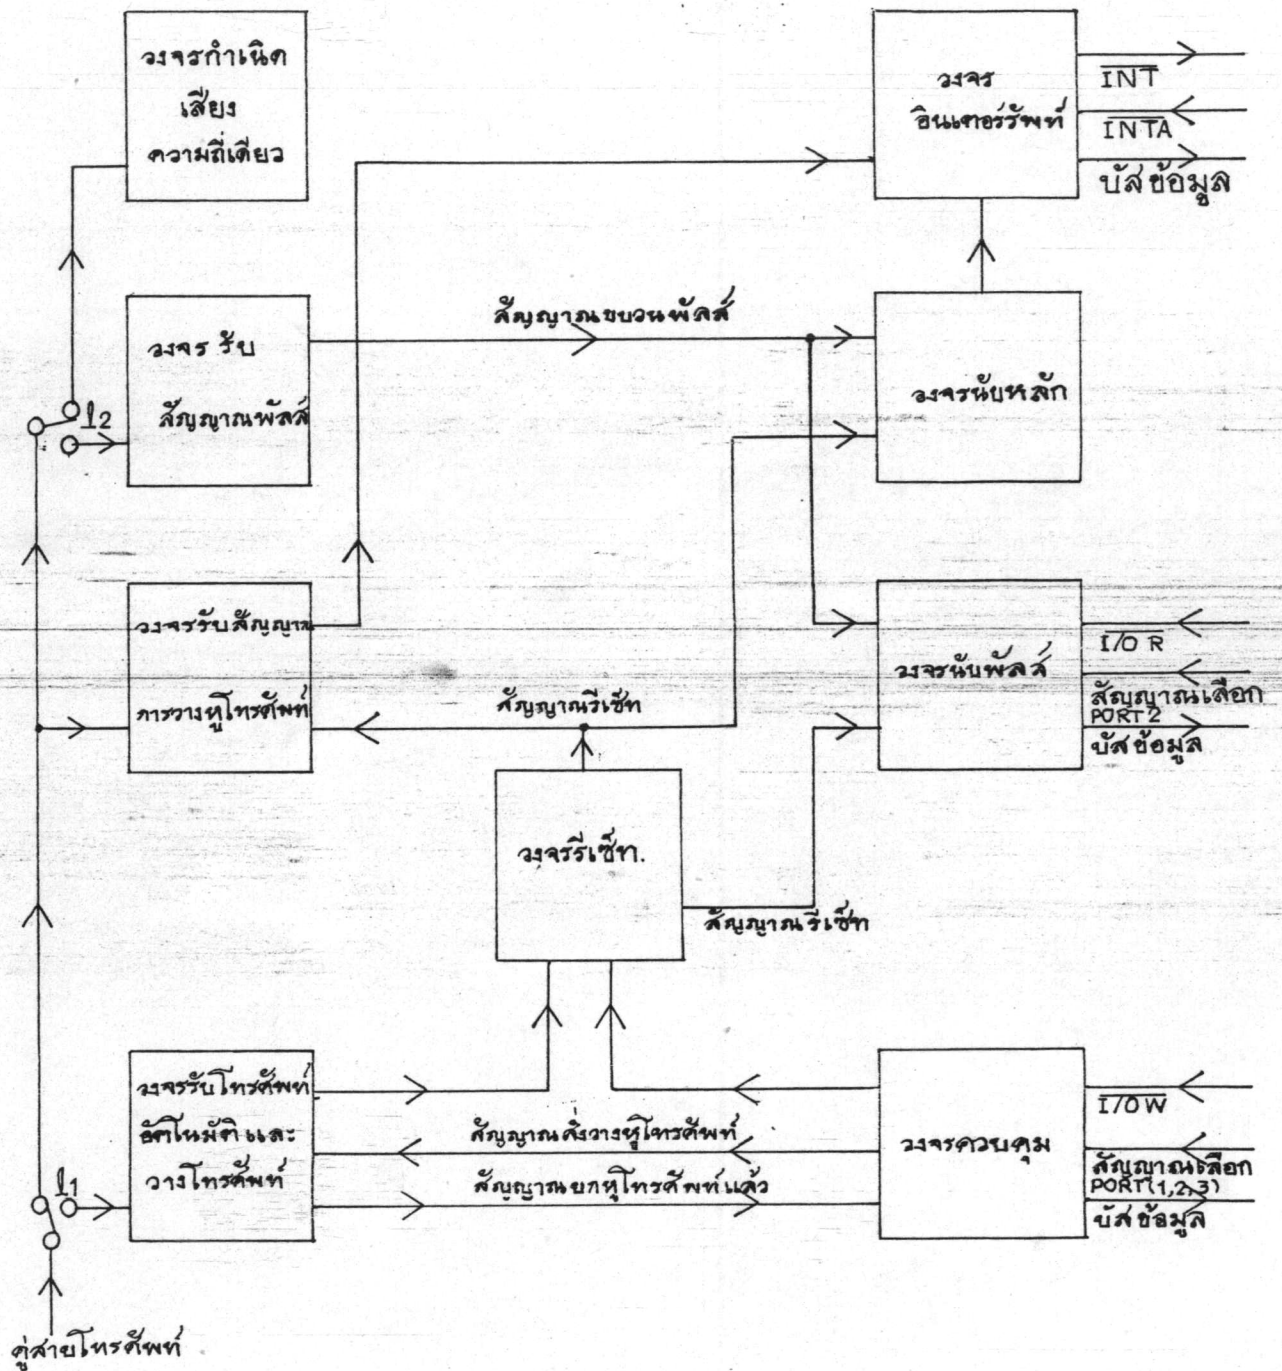 วงจรกำเนิด
เสียง
ความถี่เดียว
วงจร
อินเตอร์รัพท์
INT
INTA
บัสข้อมูล
สัญญาณขบวนพัลส์
วงจร รับ
สัญญาณพัลส์
l2
วงจรนับหลัก
วงจรรับสัญญาณ
การวางหูโทรศัพท์
สัญญาณรีเซ็ท
วงจรนับพัลส์
I/O R
สัญญาณเลือก
PORT 2
บัสข้อมูล
วงจรรีเซ็ท.
สัญญาณรีเซ็ท
วงจรรับโทรศัพท์
อัตโนมัติและ
วางโทรศัพท์
l1
สัญญาณสั่งวางหูโทรศัพท์
สัญญาณยกหูโทรศัพท์แล้ว
วงจรควบคุม
I/O W
สัญญาณเลือก
PORT(1,2,3)
บัสข้อมูล
คู่สายโทรศัพท์